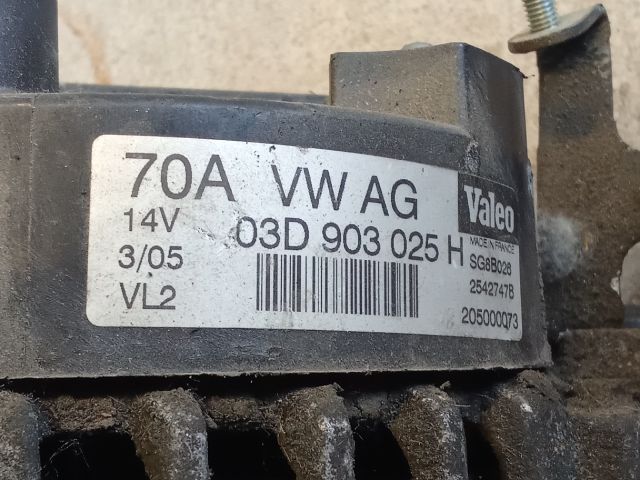 70A VW AG
14V 03D 903 025 H
3/05
VL2
Valeo
MADE IN FRANCE
SG8B028
2542747B
205000073